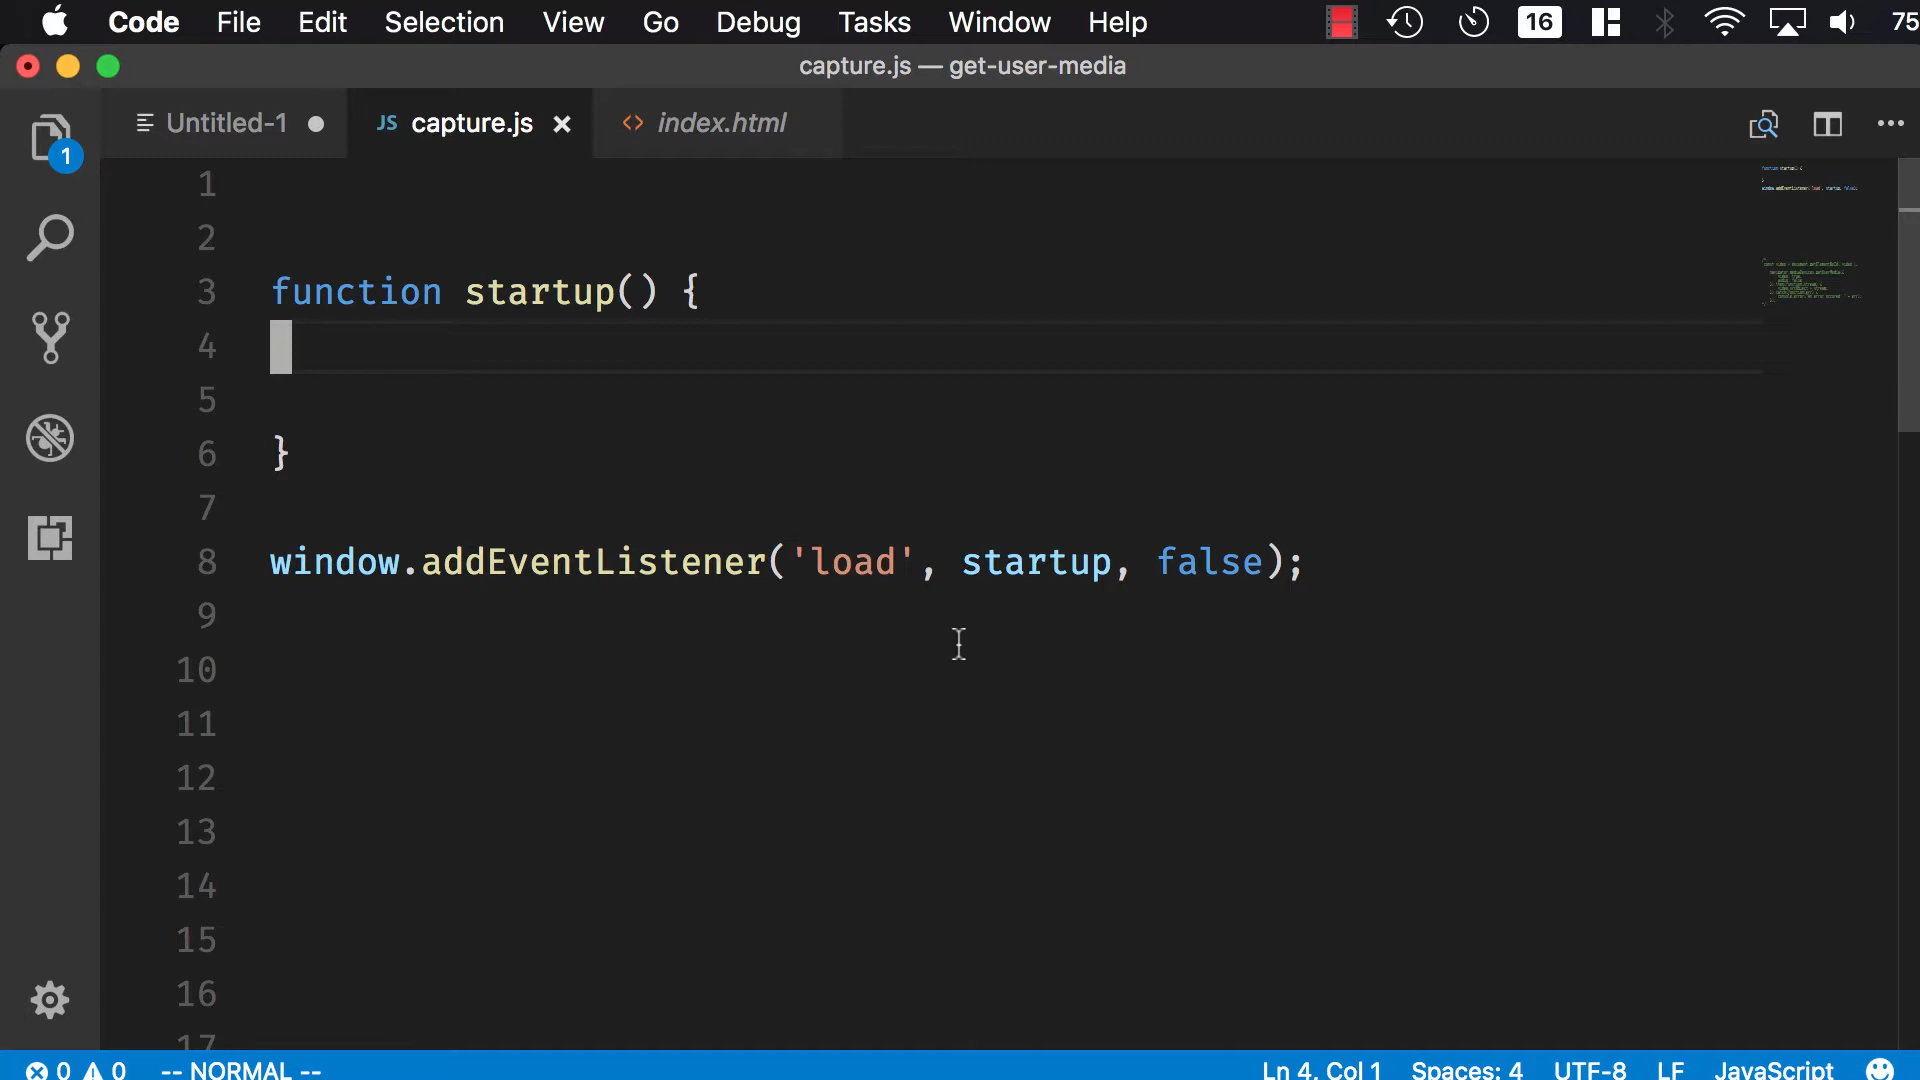 Code File Edit Selection View Go Debug Tasks Window Help 16 75
capture.js — get-user-media
Untitled-1 JS capture.js <> index.html
1
1
2
3 function startup() {
4
5
6 }
7
8 window.addEventListener('load', startup, false);
9
10
11
12
13
14
15
16
17
0 0 -- NORMAL -- Ln 4, Col 1 Spaces: 4 UTF-8 LF JavaScript